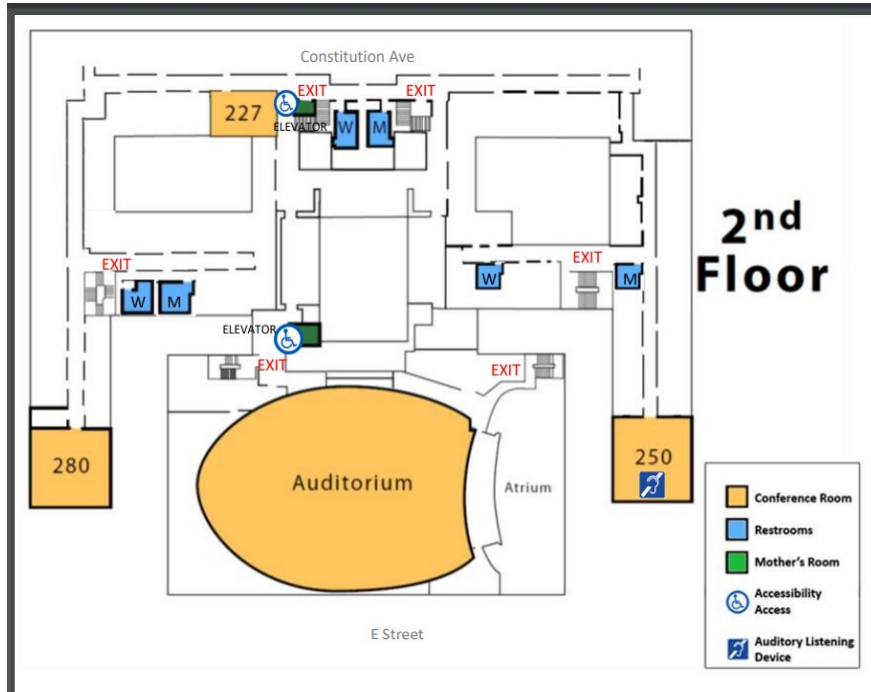 Constitution Ave
EXIT
EXIT
227
ELEVATOR
W
M
2nd
Floor
EXIT
EXIT
W
M
W
M
ELEVATOR
EXIT
EXIT
280
Auditorium
Atrium
250
Conference Room
Restrooms
Mother's Room
Accessibility
Access
Auditory Listening
Device
E Street